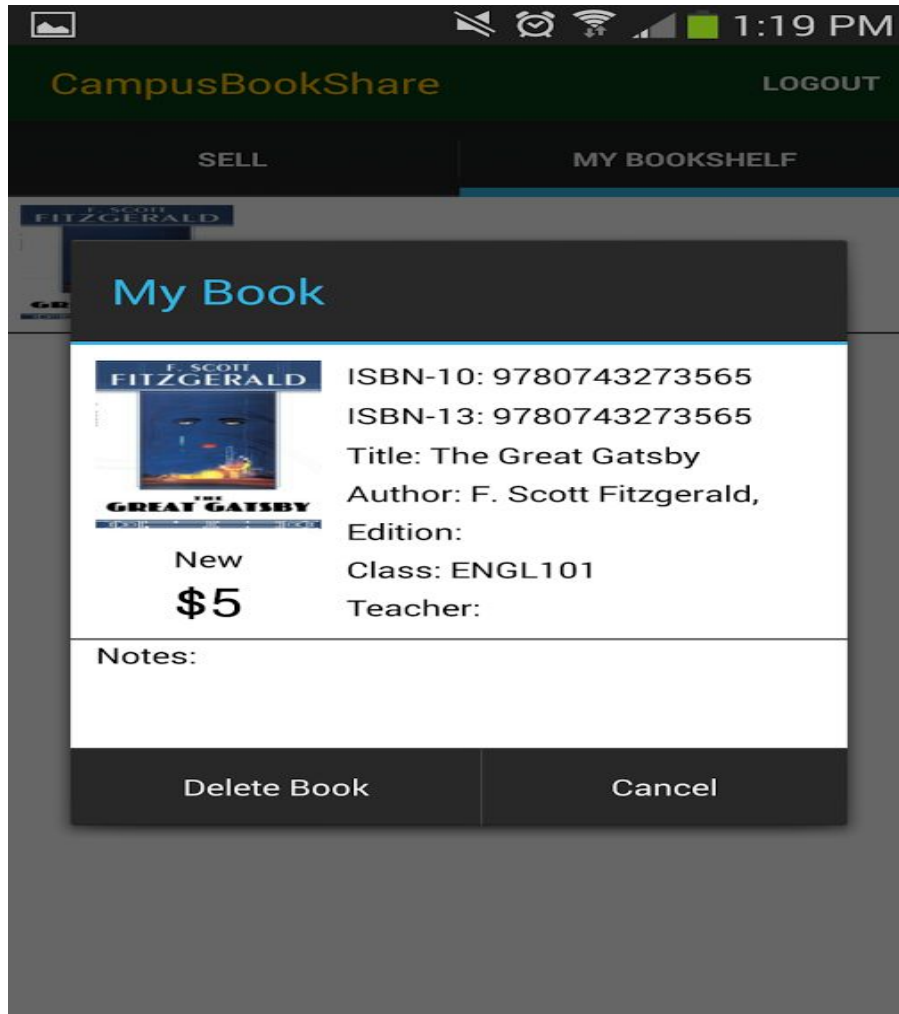 1:19 PM
CampusBookShare LOGOUT
SELL MY BOOKSHELF
F. SCOTT
FITZGERALD
My Book
F. SCOTT
FITZGERALD
THE
GREAT GATSBY
New
$5
ISBN-10: 9780743273565
ISBN-13: 9780743273565
Title: The Great Gatsby
Author: F. Scott Fitzgerald,
Edition:
Class: ENGL101
Teacher:
Notes:
Delete Book Cancel